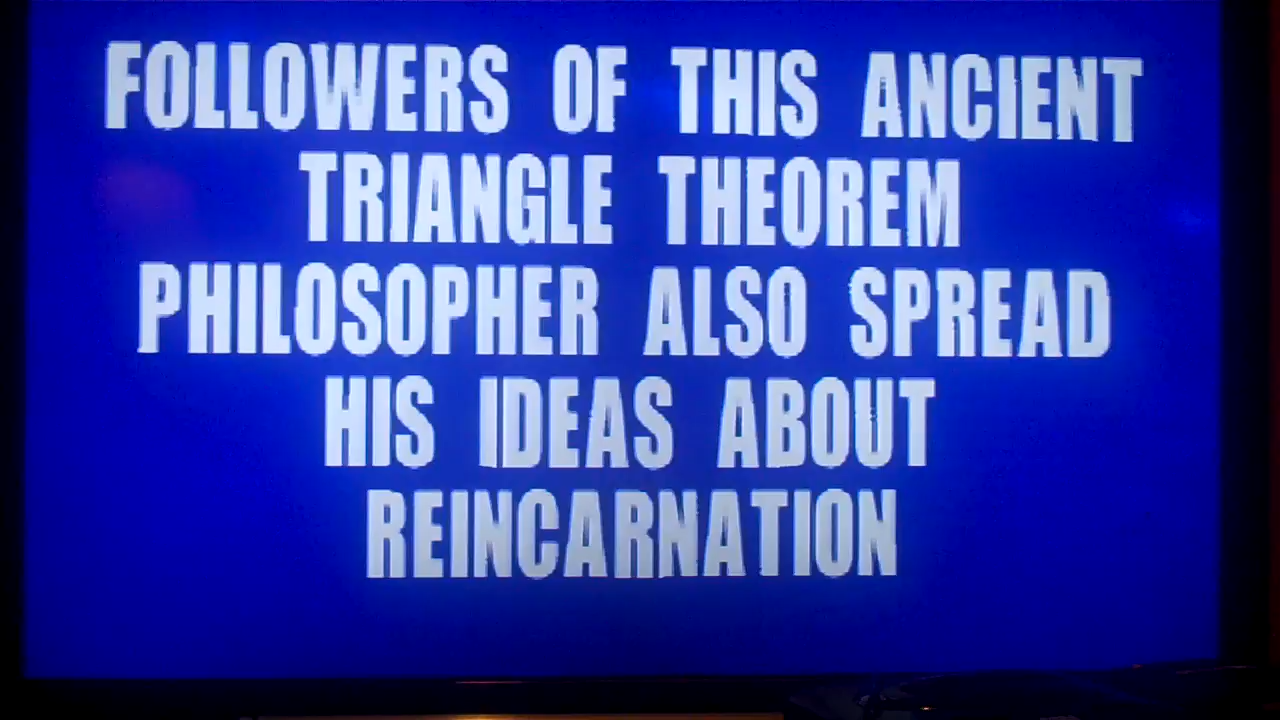 FOLLOWERS OF THIS ANCIENT
TRIANGLE THEOREM
PHILOSOPHER ALSO SPREAD
HIS IDEAS ABOUT
REINCARNATION